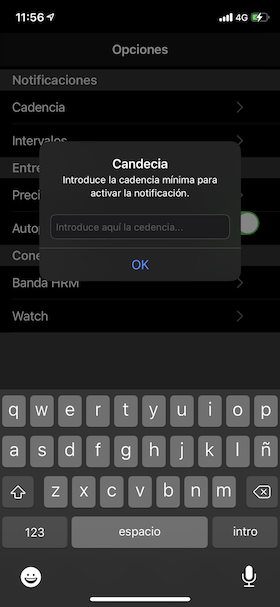 11:56
4G
Opciones
Notificaciones
Cadencia
Intervalos
Candecia
Introduce la cadencia mínima para
activar la notificación.
Introduce aquí la cedencia...
OK
Entre
Preci
Autop
Cone
Banda HRM
Watch
q w e r t y u i o p
a s d f g h j k l ñ
z x c v b n m
123 espacio intro